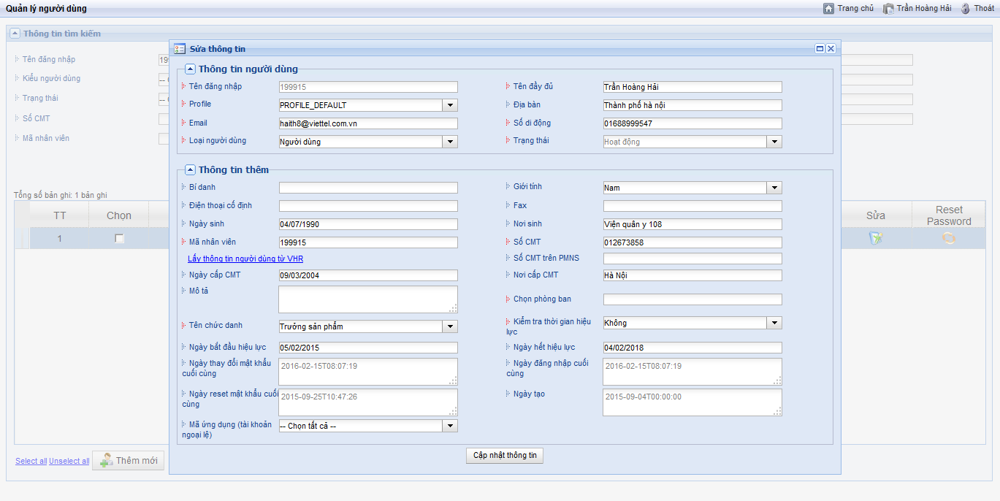 Quản lý người dùng
Trang chủ Trần Hoàng Hải Thoát
Thông tin tìm kiếm
Sửa thông tin
Tên đăng nhập 19
Kiểu người dùng --
Trạng thái --
Số CMT
Mã nhân viên
Thông tin người dùng
Tên đăng nhập 199915 Tên đầy đủ Trần Hoàng Hải
Profile PROFILE_DEFAULT Địa bàn Thành phố hà nội
Email haith8@viettel.com.vn Số di động 01688999547
Loại người dùng Người dùng Trạng thái Hoạt động
Thông tin thêm
Bí danh Giới tính Nam
Điện thoại cố định Fax
Ngày sinh 04/07/1990 Nơi sinh Viện quân y 108
Mã nhân viên 199915 Số CMT 012673858
Lấy thông tin người dùng từ VHR Số CMT trên PMNS
Ngày cấp CMT 09/03/2004 Nơi cấp CMT Hà Nội
Mô tả
Chọn phòng ban
Tên chức danh Trưởng sản phẩm Kiểm tra thời gian hiệu
lực Không
Ngày bắt đầu hiệu lực 05/02/2015 Ngày hết hiệu lực 04/02/2018
Ngày thay đổi mật khẩu
cuối cùng 2016-02-15T08:07:19 Ngày đăng nhập cuối
cùng 2016-02-15T08:07:19
Ngày reset mật khẩu cuối
cùng 2015-09-25T10:47:26 Ngày tạo 2015-09-04T00:00:00
Mã ứng dụng (tài khoản
ngoại lệ) -- Chọn tất cả --
Cập nhật thông tin
Tổng số bản ghi: 1 bản ghi
TT Chọn Sửa Reset
Password
1
Select all Unselect all Thêm mới